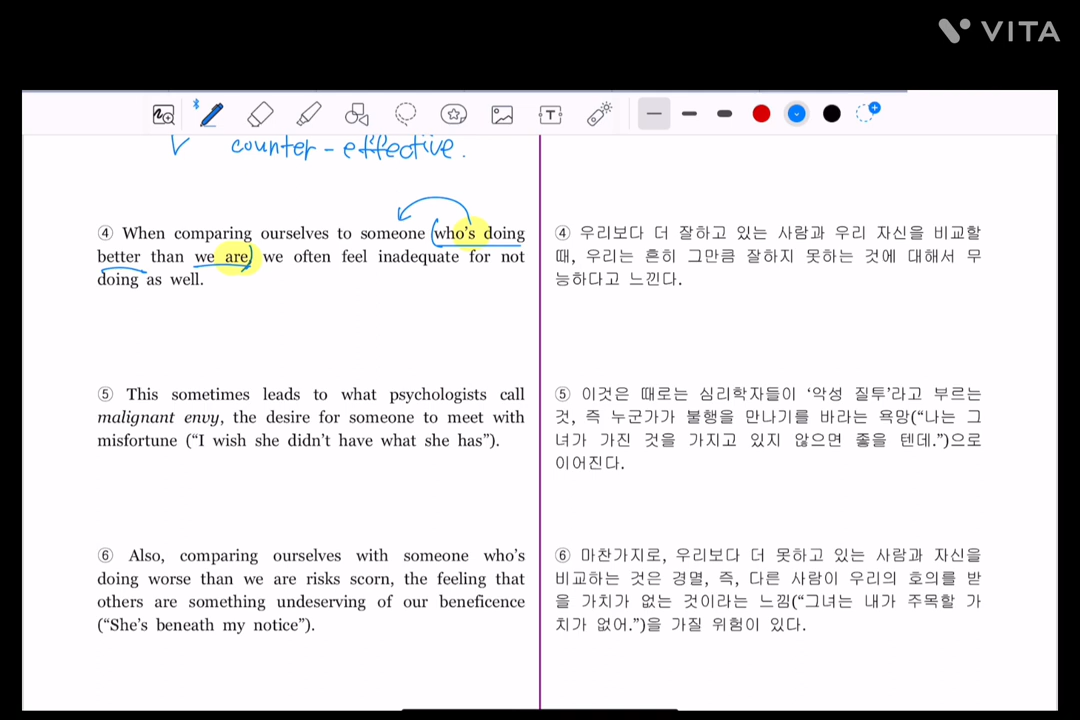 VITA
counter-effective.
④ When comparing ourselves to someone (who's doing
better than we are) we often feel inadequate for not
doing as well.
④ 우리보다 더 잘하고 있는 사람과 우리 자신을 비교할
때, 우리는 흔히 그만큼 잘하지 못하는 것에 대해서 무
능하다고 느낀다.
⑤ This sometimes leads to what psychologists call
malignant envy, the desire for someone to meet with
misfortune (“I wish she didn’t have what she has”).
⑤ 이것은 때로는 심리학자들이 ‘악성 질투’라고 부르는
것, 즉 누군가가 불행을 만나기를 바라는 욕망(“나는 그
녀가 가진 것을 가지고 있지 않으면 좋을 텐데.”)으로
이어진다.
⑥ Also, comparing ourselves with someone who’s
doing worse than we are risks scorn, the feeling that
others are something undeserving of our beneficence
(“She’s beneath my notice”).
⑥ 마찬가지로, 우리보다 더 못하고 있는 사람과 자신을
비교하는 것은 경멸, 즉, 다른 사람이 우리의 호의를 받
을 가치가 없는 것이라는 느낌(“그녀는 내가 주목할 가
치가 없어.”)을 가질 위험이 있다.